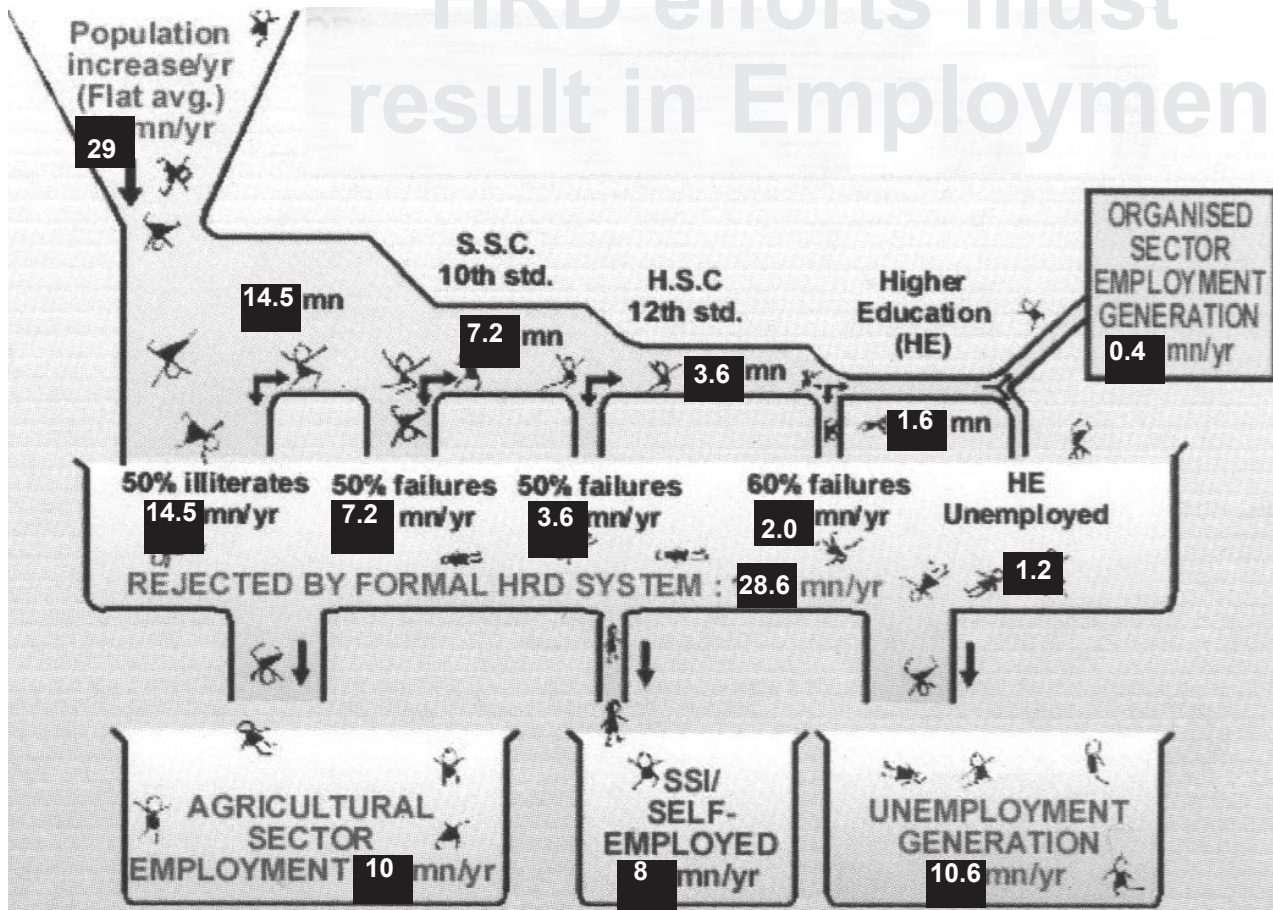 HRD efforts must
result in Employmen
Population
increase/yr
(Flat avg.)
29 mn/yr
ORGANISED
SECTOR
EMPLOYMENT
GENERATION
0.4 mn/yr
S.S.C.
10th std.
H.S.C
12th std.
Higher
Education
(HE)
14.5 mn
7.2 mn
3.6 mn
1.6 mn
50% illiterates
14.5 mn/yr
50% failures
7.2 mn/yr
50% failures
3.6 mn/yr
60% failures
2.0 mn/yr
HE
Unemployed
1.2
REJECTED BY FORMAL HRD SYSTEM : 28.6 mn/yr
AGRICULTURAL
SECTOR
EMPLOYMENT 10 mn/yr
SSI/
SELF-
EMPLOYED
8 mn/yr
UNEMPLOYMENT
GENERATION
10.6 mn/yr